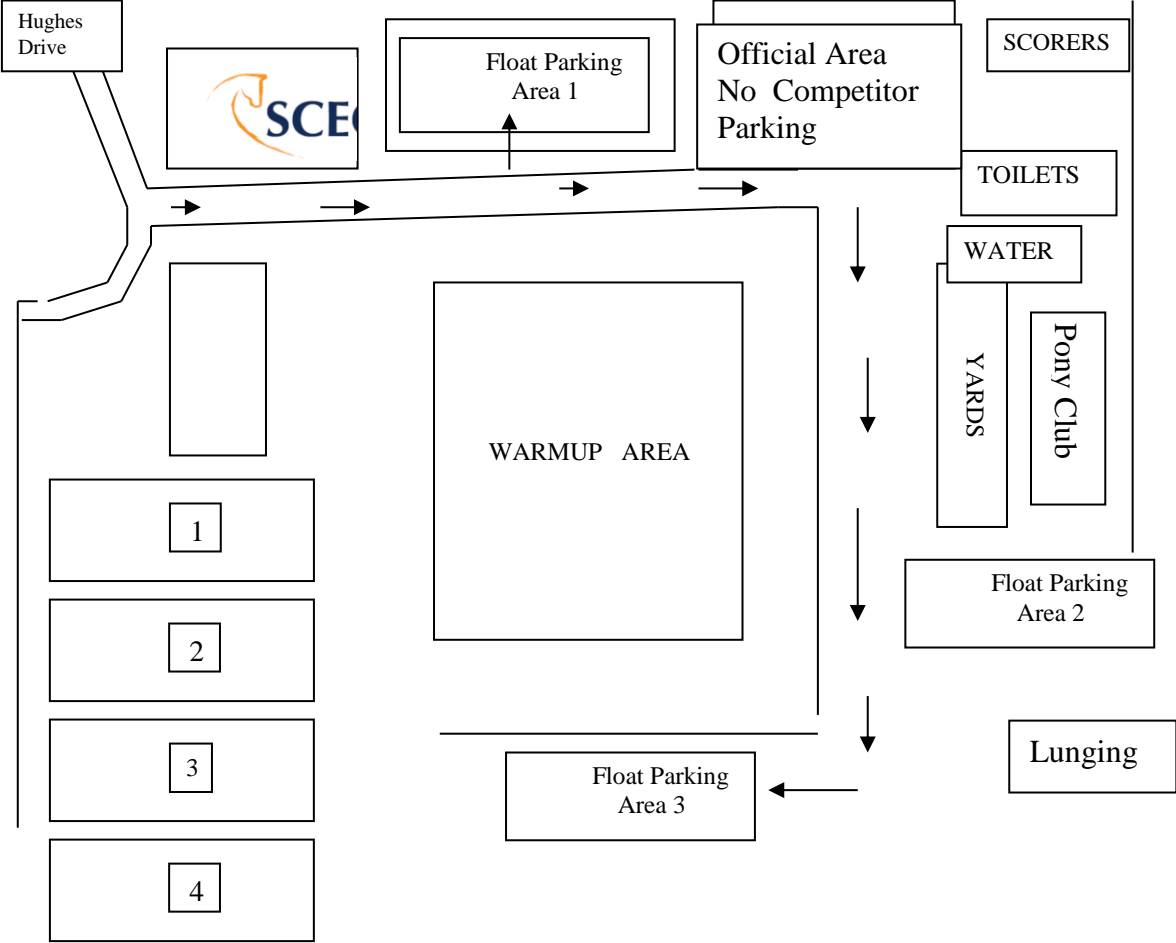 Hughes
Drive
SCE
Float Parking
Area 1
Official Area
No Competitor
Parking
SCORERS
TOILETS
WATER
YARDS
Pony Club
WARMUP AREA
1
2
3
4
Float Parking
Area 2
Lunging
Float Parking
Area 3